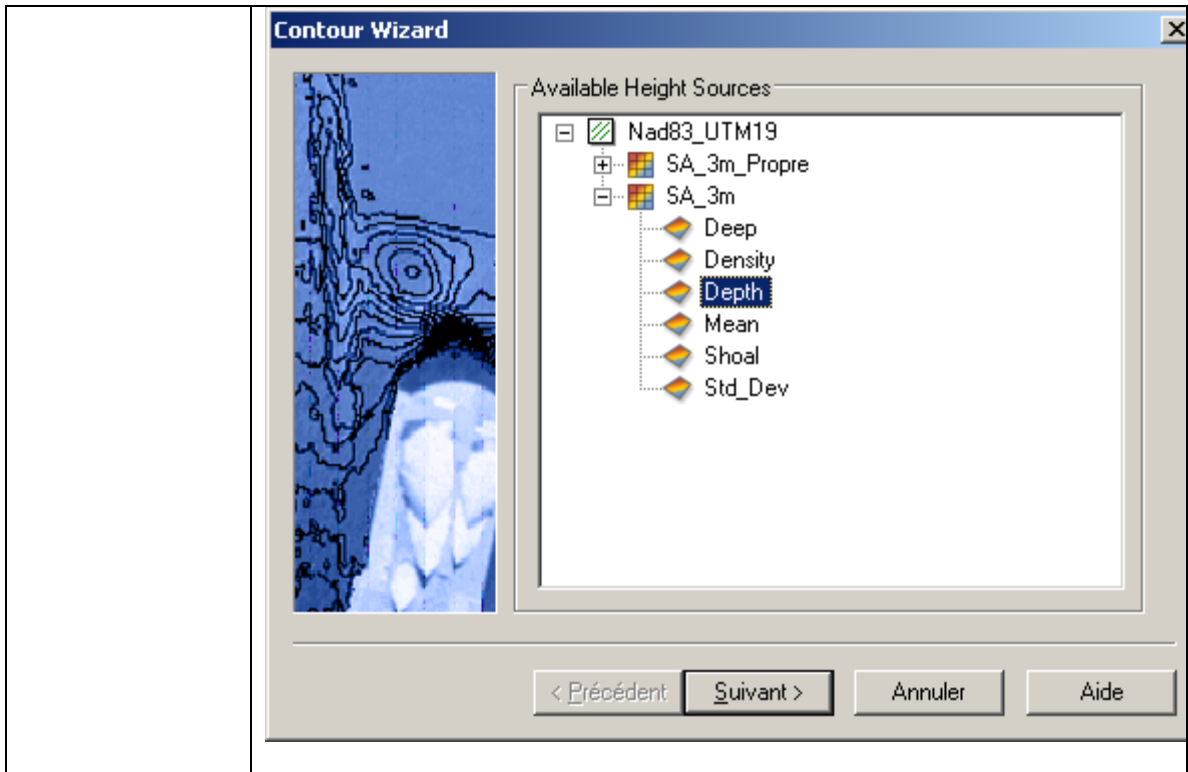 Contour Wizard
Available Height Sources
Nad83_UTM19
SA_3m_Propre
SA_3m
Deep
Density
Depth
Mean
Shoal
Std_Dev
< Précédent Suivant > Annuler Aide